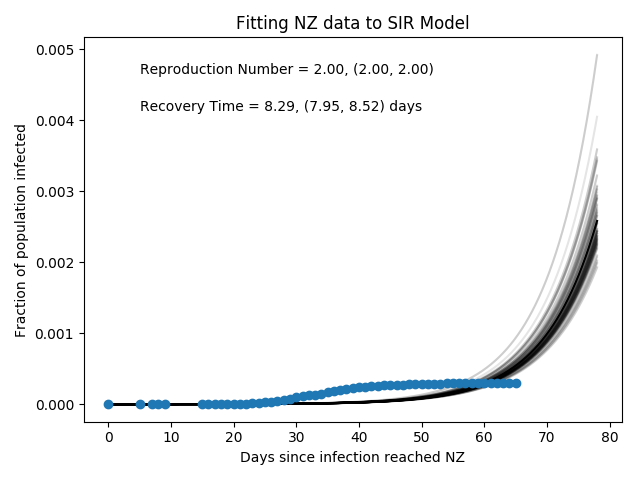 Fitting NZ data to SIR Model
Reproduction Number = 2.00, (2.00, 2.00)
Recovery Time = 8.29, (7.95, 8.52) days
Fraction of population infected
0.005
0.004
0.003
0.002
0.001
0.000
0 10 20 30 40 50 60 70 80
Days since infection reached NZ